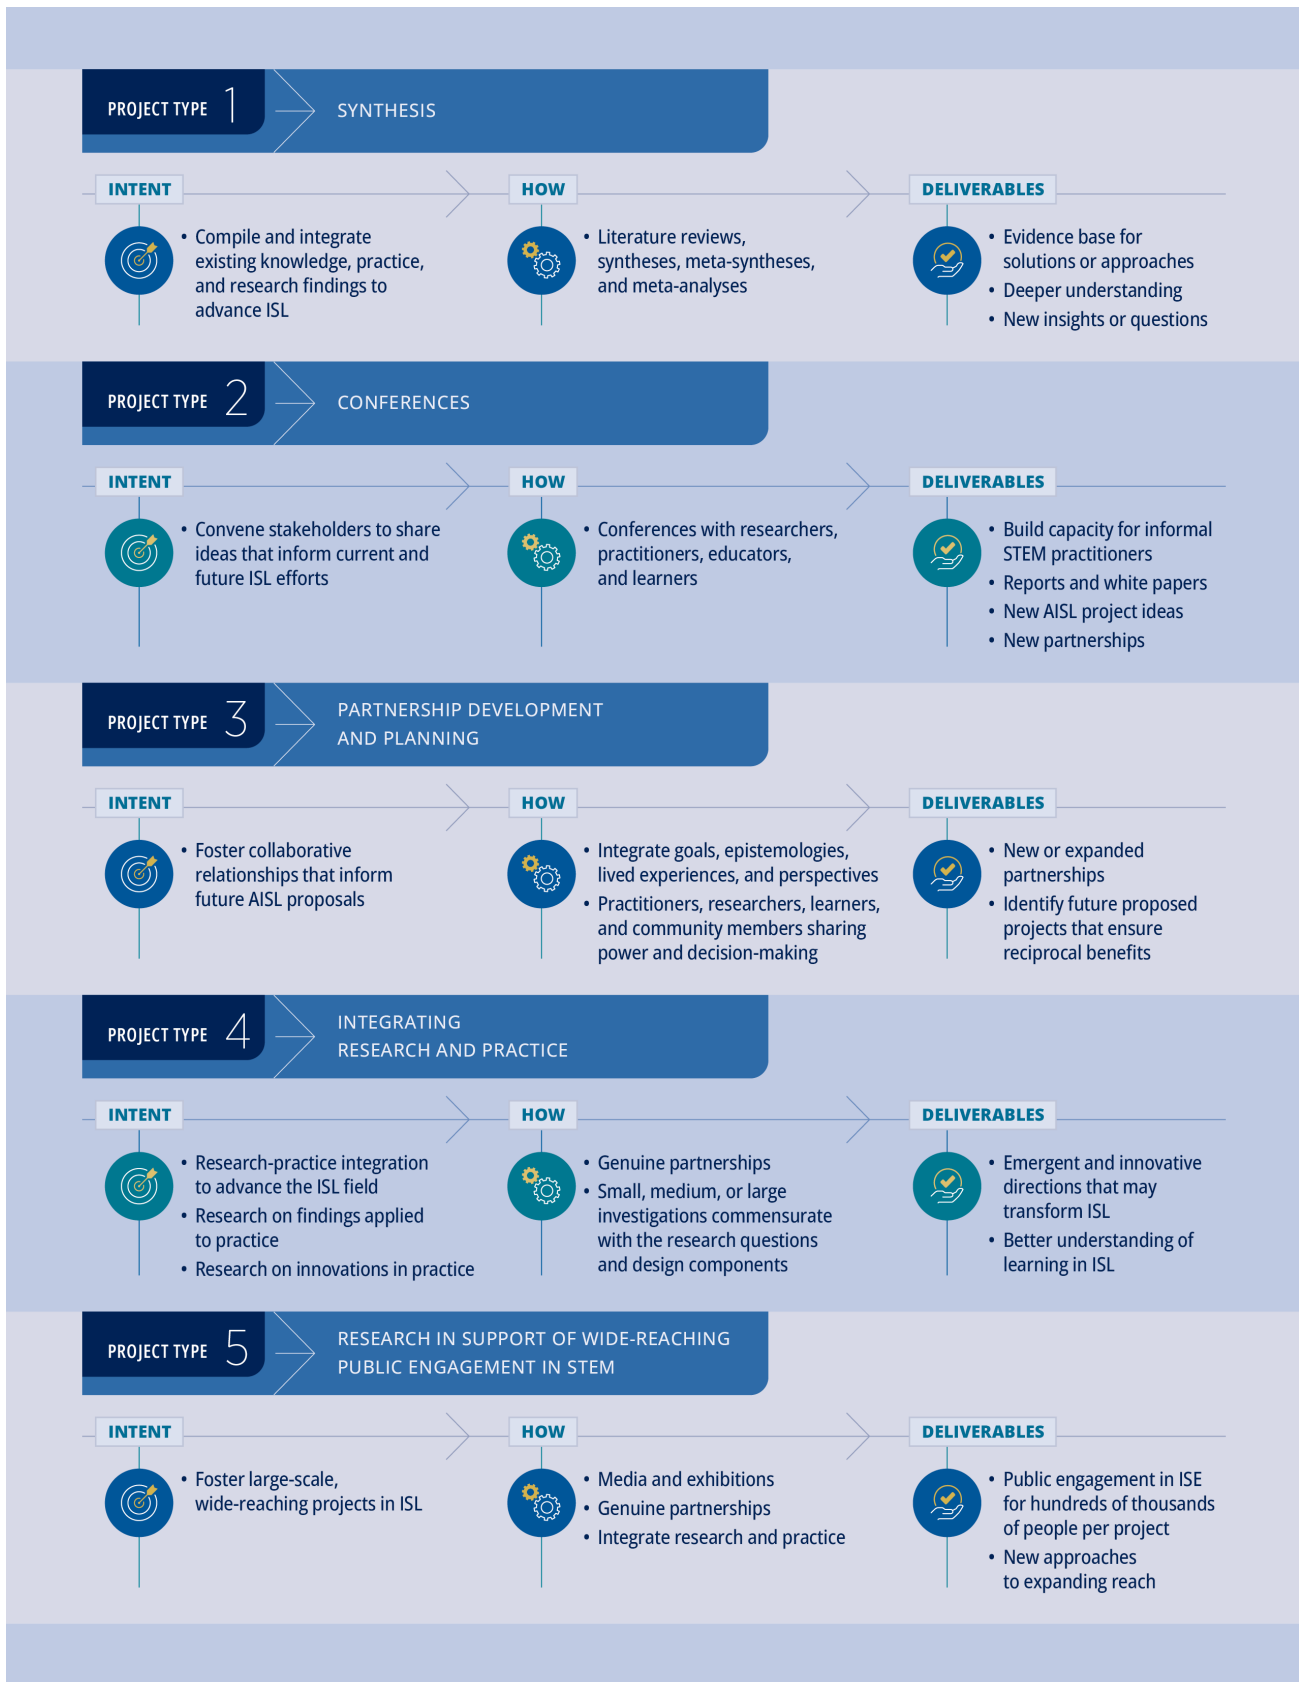 PROJECT TYPE 1
SYNTHESIS
INTENT
• Compile and integrate
existing knowledge, practice,
and research findings to
advance ISL
HOW
• Literature reviews,
syntheses, meta-syntheses,
and meta-analyses
DELIVERABLES
• Evidence base for
solutions or approaches
• Deeper understanding
• New insights or questions
PROJECT TYPE 2
CONFERENCES
INTENT
• Convene stakeholders to share
ideas that inform current and
future ISL efforts
HOW
• Conferences with researchers,
practitioners, educators,
and learners
DELIVERABLES
• Build capacity for informal
STEM practitioners
• Reports and white papers
• New AISL project ideas
• New partnerships
PROJECT TYPE 3
PARTNERSHIP DEVELOPMENT
AND PLANNING
INTENT
• Foster collaborative
relationships that inform
future AISL proposals
HOW
• Integrate goals, epistemologies,
lived experiences, and perspectives
• Practitioners, researchers, learners,
and community members sharing
power and decision-making
DELIVERABLES
• New or expanded
partnerships
• Identify future proposed
projects that ensure
reciprocal benefits
PROJECT TYPE 4
INTEGRATING
RESEARCH AND PRACTICE
INTENT
• Research-practice integration
to advance the ISL field
• Research on findings applied
to practice
• Research on innovations in practice
HOW
• Genuine partnerships
• Small, medium, or large
investigations commensurate
with the research questions
and design components
DELIVERABLES
• Emergent and innovative
directions that may
transform ISL
• Better understanding of
learning in ISL
PROJECT TYPE 5
RESEARCH IN SUPPORT OF WIDE-REACHING
PUBLIC ENGAGEMENT IN STEM
INTENT
• Foster large-scale,
wide-reaching projects in ISL
HOW
• Media and exhibitions
• Genuine partnerships
• Integrate research and practice
DELIVERABLES
• Public engagement in ISE
for hundreds of thousands
of people per project
• New approaches
to expanding reach